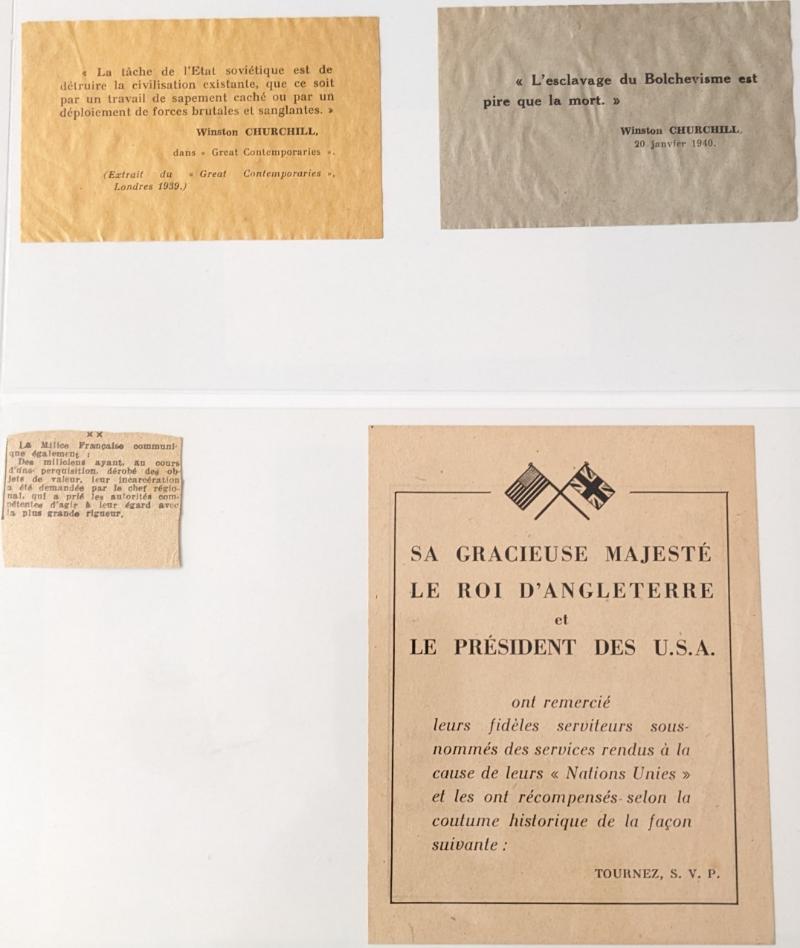 « La tâche de l'Etat soviétique est de
détruire la civilisation existante, que ce soit
par un travail de sapement caché ou par un
déploiement de forces brutales et sanglantes. »
Winston CHURCHILL,
dans « Great Contemporaries ».
(Extrait du « Great Contemporaries »,
Londres 1939.)
« L'esclavage du Bolchevisme est
pire que la mort. »
Winston CHURCHILL,
20 janvier 1940.
××
La Milice Française communi-
que également :
Des miliciens ayant, au cours
d'une perquisition, dérobé des ob-
jets de valeur, leur incarcération
a été demandée par le chef régio-
nal, qui a prié les autorités com-
pétentes d'agir à leur égard avec
la plus grande rigueur.
SA GRACIEUSE MAJESTÉ
LE ROI D'ANGLETERRE
et
LE PRÉSIDENT DES U.S.A.
ont remercié
leurs fidèles serviteurs sous-
nommés des services rendus à la
cause de leurs « Nations Unies »
et les ont récompensés selon la
coutume historique de la façon
suivante :
TOURNEZ, S. V. P.